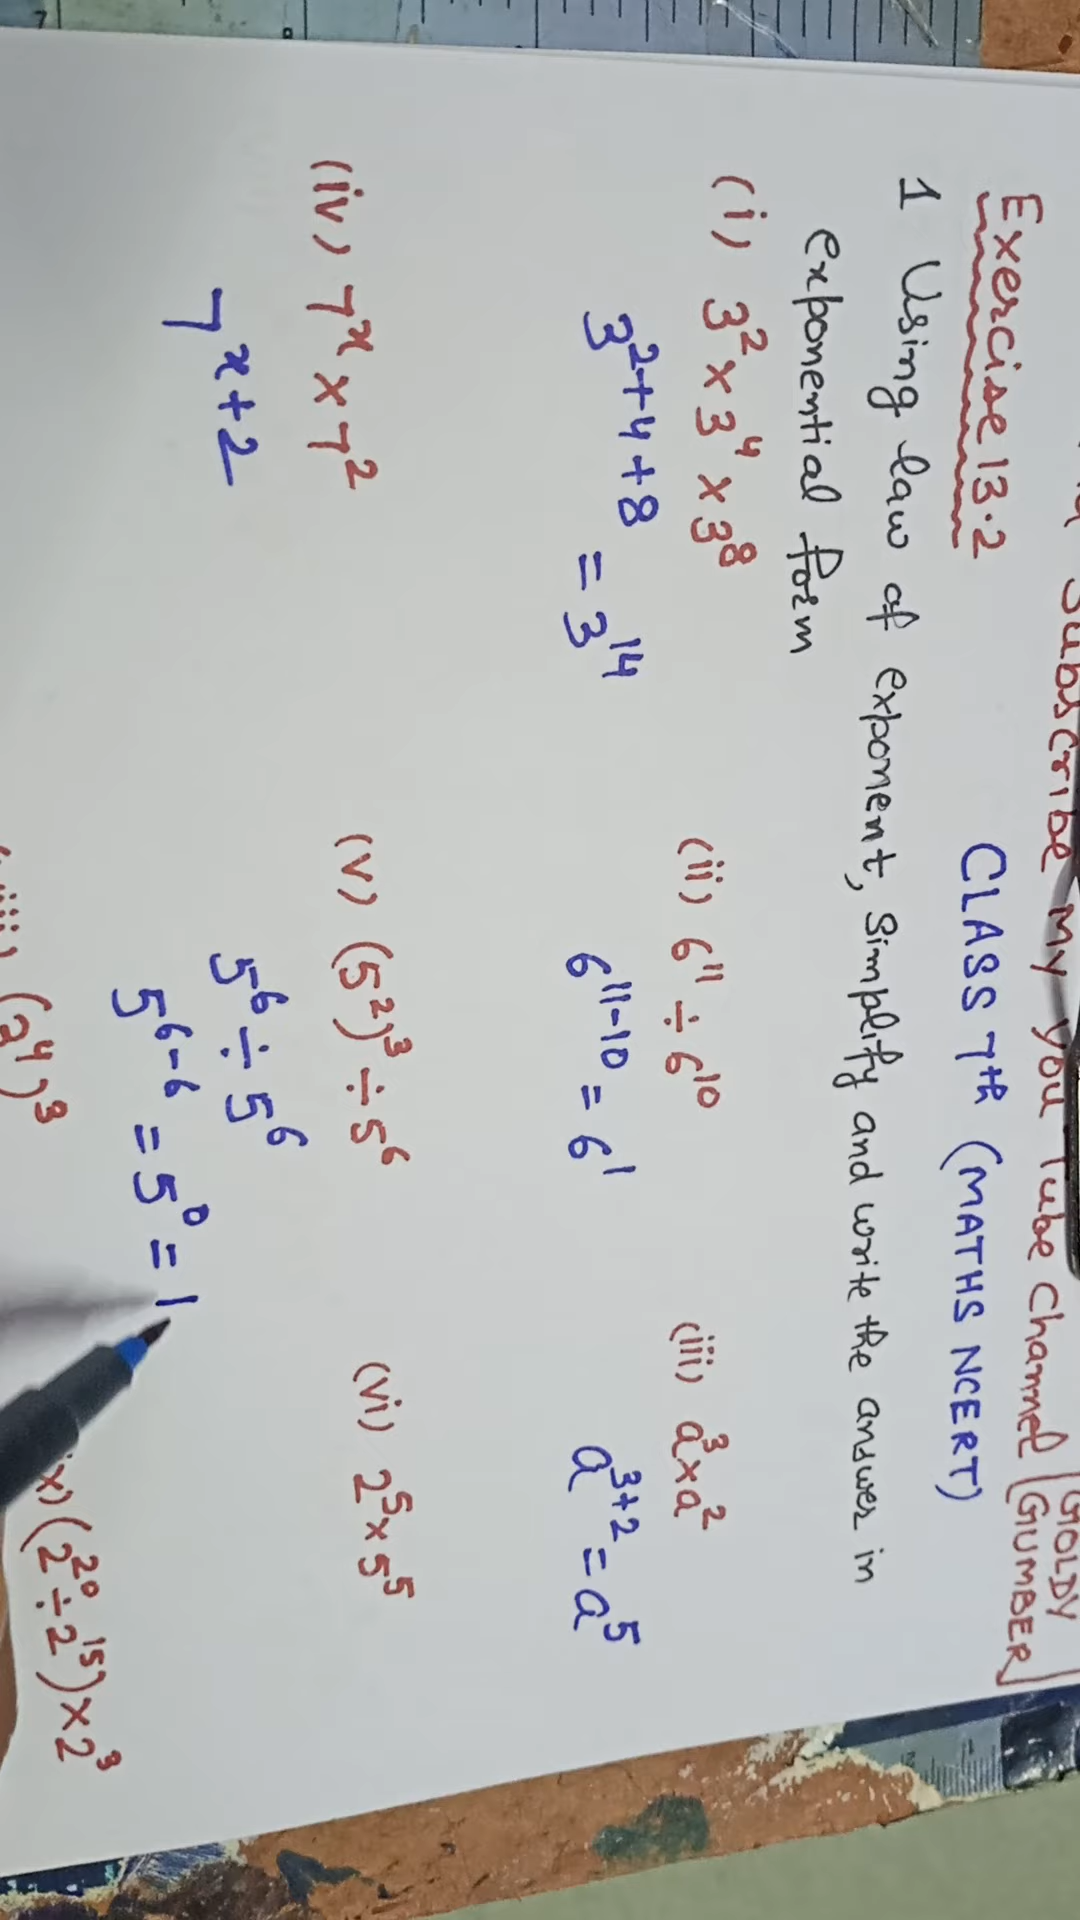 Subscribe My You-Tube Channel GOLDY GUMBER
Exercise 13.2 CLASS 7th (MATHS NCERT)
1 Using law of exponent, Simplify and write the answer in
exponential form
(i) 3² × 3⁴ × 3⁸ (ii) 6¹¹ ÷ 6¹⁰ (iii) a³ × a²
3²⁺⁴⁺⁸ = 3¹⁴ 6¹¹⁻¹⁰ = 6¹ a³⁺² = a⁵
(iv) 7ˣ × 7² (v) (5²)³ ÷ 5⁶ (vi) 2⁵ × 5⁵
7ˣ⁺² 5⁶ ÷ 5⁶
5⁶⁻⁶ = 5⁰ = 1
⁴)³ x) (2²⁰ ÷ 2¹⁵) × 2³
7